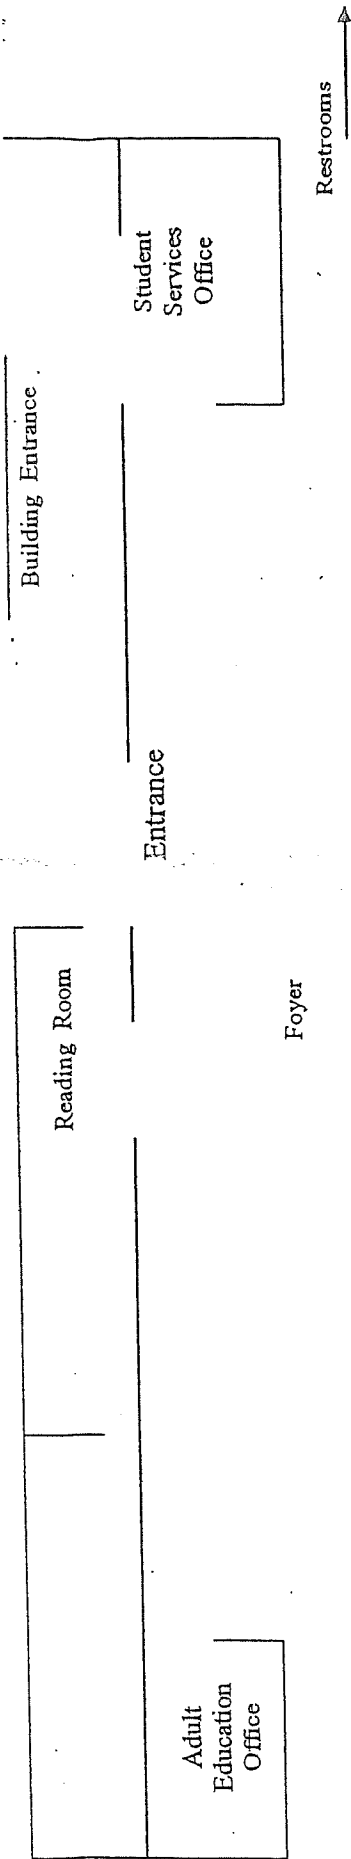 Building Entrance
Reading Room
Entrance
Student
Services
Office
Adult
Education
Office
Foyer
Restrooms